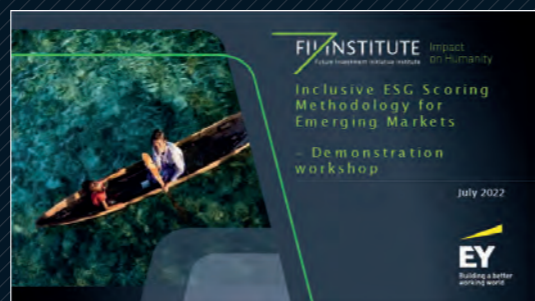 FII INSTITUTE
Future Investment Initiative Institute
Impact
on Humanity
Inclusive ESG Scoring
Methodology for
Emerging Markets
– Demonstration
workshop
July 2022
EY
Building a better
working world